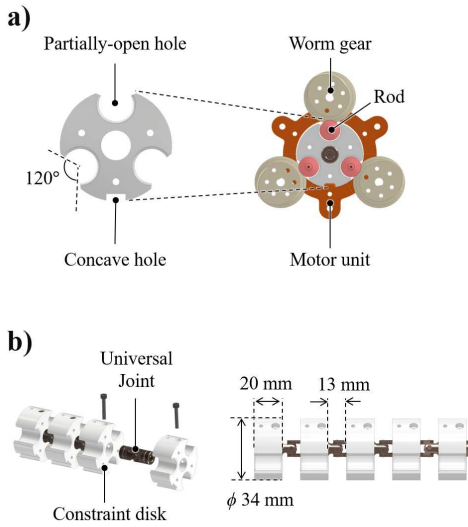 a)
Partially-open hole
Worm gear
Rod
120°
Concave hole
Motor unit
b)
Universal
Joint
20 mm
13 mm
ϕ 34 mm
Constraint disk